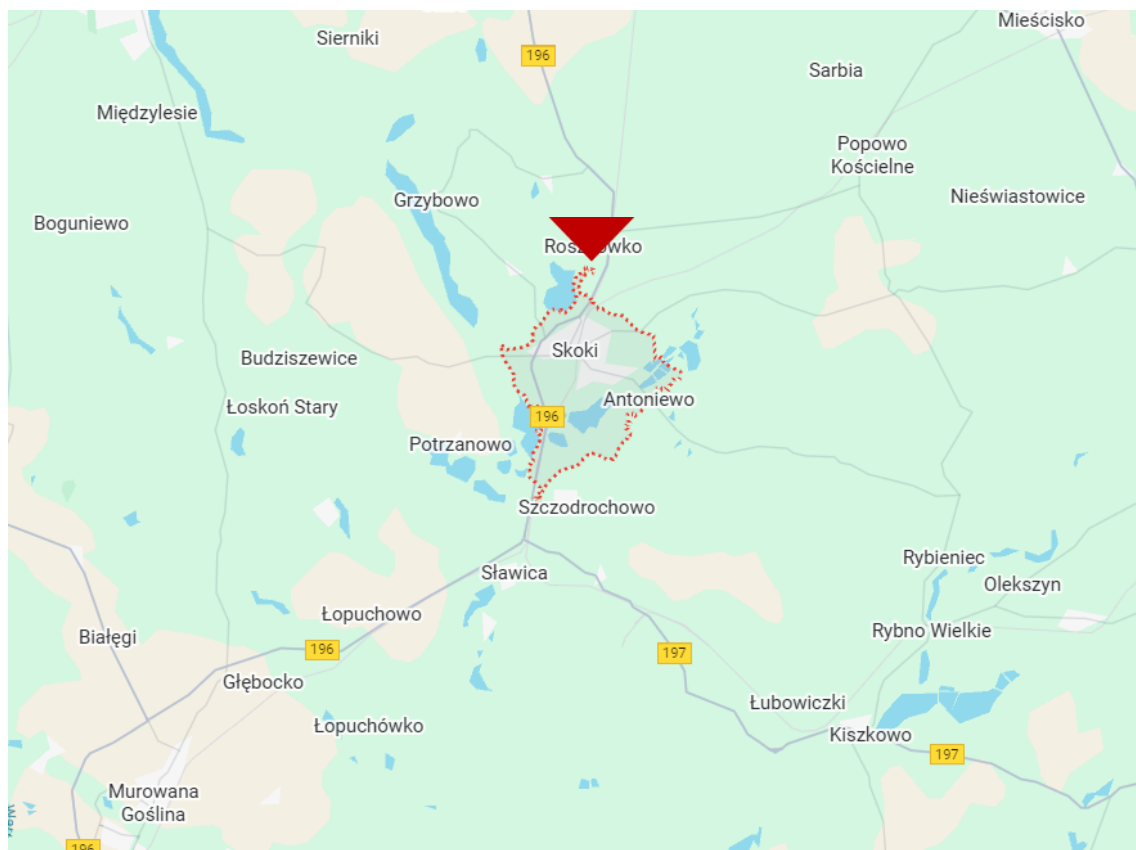 Mieścisko
Sierniki
196
Sarbia
Międzylesie
Popowo
Kościelne
Nieświastowice
Grzybowo
Boguniewo
Skoki
Budziszewice
Antoniewo
Łoskoń Stary
196
Potrzanowo
Szczodrochowo
Rybieniec
Sławica
Olekszyn
Łopuchowo
Rybno Wielkie
Białęgi
196
197
Głębocko
Łubowiczki
Łopuchówko
Kiszkowo
197
Murowana
Goślina
196